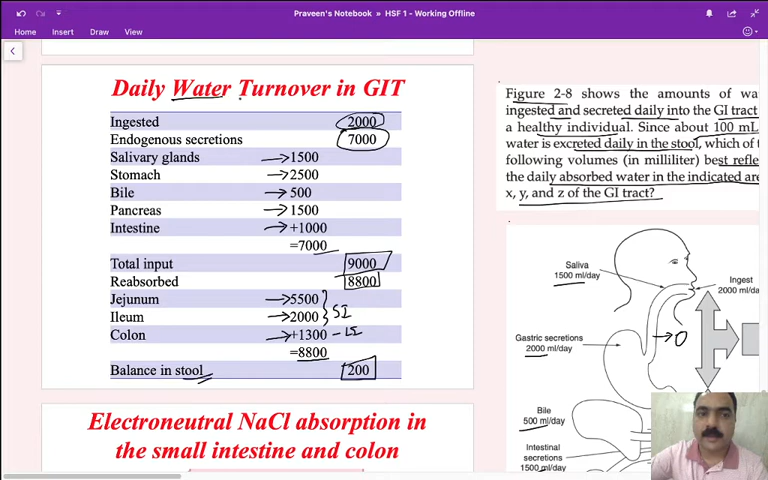 Praveen's Notebook » HSF 1 - Working Offline
Home Insert Draw View
Daily Water Turnover in GIT
Ingested 2000
Endogenous secretions 7000
Salivary glands 1500
Stomach 2500
Bile 500
Pancreas 1500
Intestine +1000
=7000
Total input 9000
Reabsorbed 8800
Jejunum 5500
Ileum 2000 SI
Colon +1300 - LI
=8800
Balance in stool 200
Electroneutral NaCl absorption in
the small intestine and colon
Figure 2-8 shows the amounts of wa
ingested and secreted daily into the GI tract
a healthy individual. Since about 100 mL
water is excreted daily in the stool, which of t
following volumes (in milliliter) best refle
the daily absorbed water in the indicated are
x, y, and z of the GI tract?
Saliva
1500 ml/day
Ingest
2000 ml/day
Gastric secretions
2000 ml/day
0
Bile
500 ml/day
Intestinal
secretions
1500 ml/day